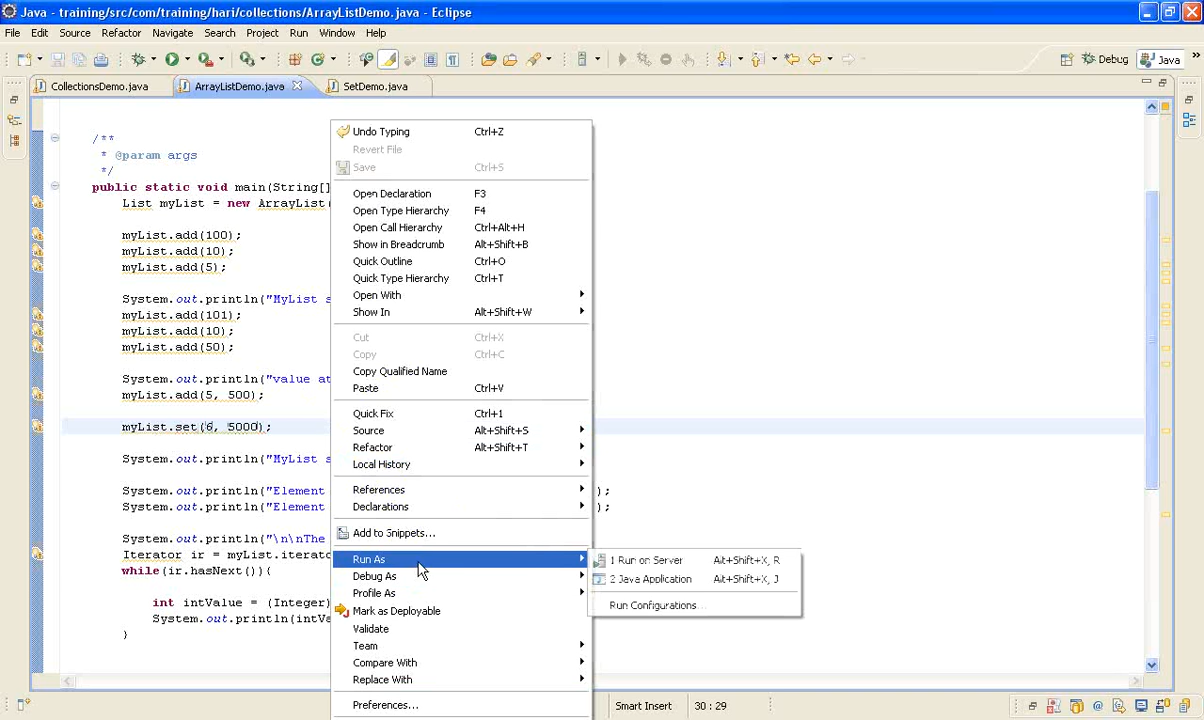 Java - training/src/com/training/hari/collections/ArrayListDemo.java - Eclipse
File Edit Source Refactor Navigate Search Project Run Window Help
Debug Java
CollectionsDemo.java ArrayListDemo.java SetDemo.java
/**
* @param args
*/
public static void main(String[]
List myList = new ArrayList(
myList.add(100);
myList.add(10);
myList.add(5);
System.out.println("MyList s
myList.add(101);
myList.add(10);
myList.add(50);
System.out.println("value at
myList.add(5, 500);
myList.set(6, 5000);
System.out.println("MyList s
System.out.println("Element );
System.out.println("Element );
System.out.println("\n\nThe
Iterator ir = myList.iterato
while(ir.hasNext()){
int intValue = (Integer)
System.out.println(intVa
}
Undo Typing Ctrl+Z
Revert File
Save Ctrl+S
Open Declaration F3
Open Type Hierarchy F4
Open Call Hierarchy Ctrl+Alt+H
Show in Breadcrumb Alt+Shift+B
Quick Outline Ctrl+O
Quick Type Hierarchy Ctrl+T
Open With
Show In Alt+Shift+W
Cut Ctrl+X
Copy Ctrl+C
Copy Qualified Name
Paste Ctrl+V
Quick Fix Ctrl+1
Source Alt+Shift+S
Refactor Alt+Shift+T
Local History
References
Declarations
Add to Snippets...
Run As
Debug As
Profile As
Mark as Deployable
Validate
Team
Compare With
Replace With
Preferences...
1 Run on Server Alt+Shift+X, R
2 Java Application Alt+Shift+X, J
Run Configurations...
Smart Insert 30 : 29